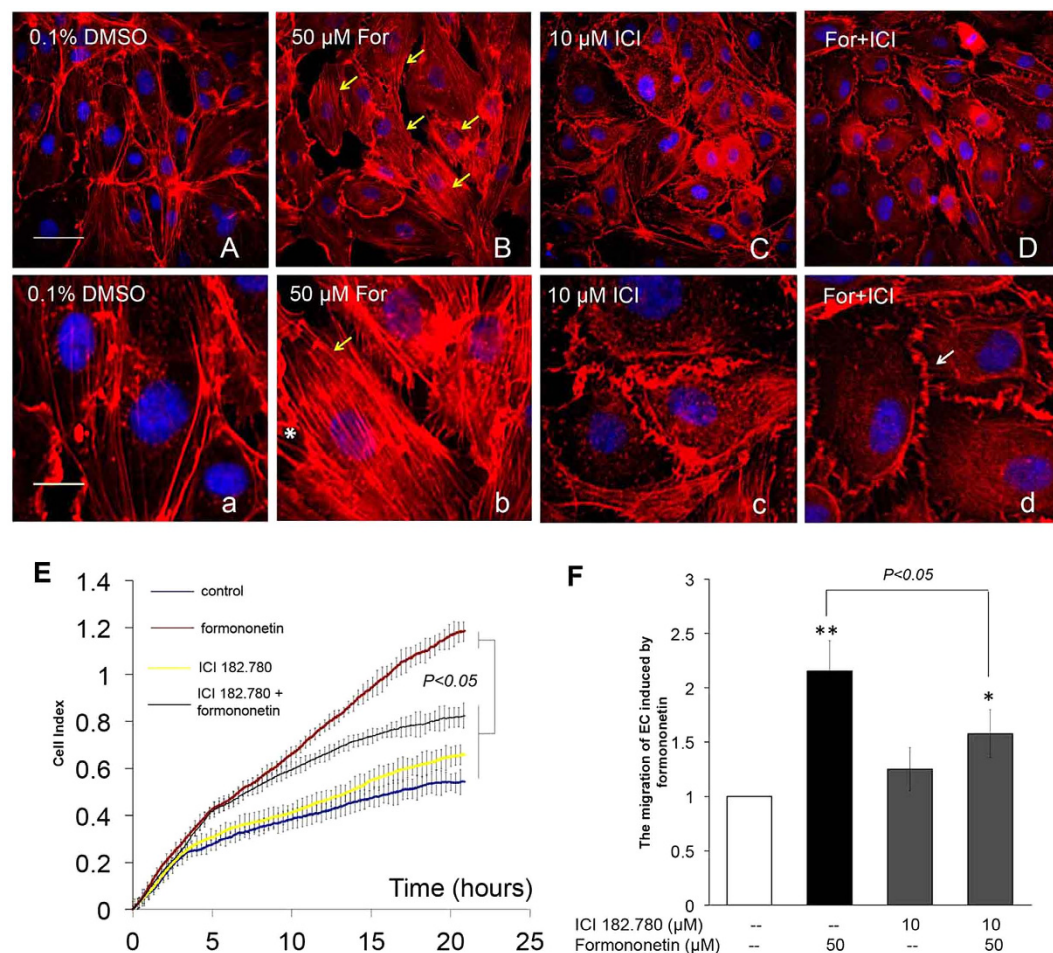 0.1% DMSO
A
50 µM For
B
10 µM ICI
C
For+ICI
D
0.1% DMSO
a
50 µM For
*
b
10 µM ICI
c
For+ICI
d
E
1.4
1.2
1
0.8
0.6
0.4
0.2
0
Cell Index
control
formononetin
ICI 182.780
ICI 182.780 +
formononetin
P<0.05
Time (hours)
0 5 10 15 20 25
F
P<0.05
3
2.5
2
1.5
1
0.5
0
The migration of EC induced by
formononetin
**
*
ICI 182.780 (µM) -- -- 10 10
Formononetin (µM) -- 50 -- 50